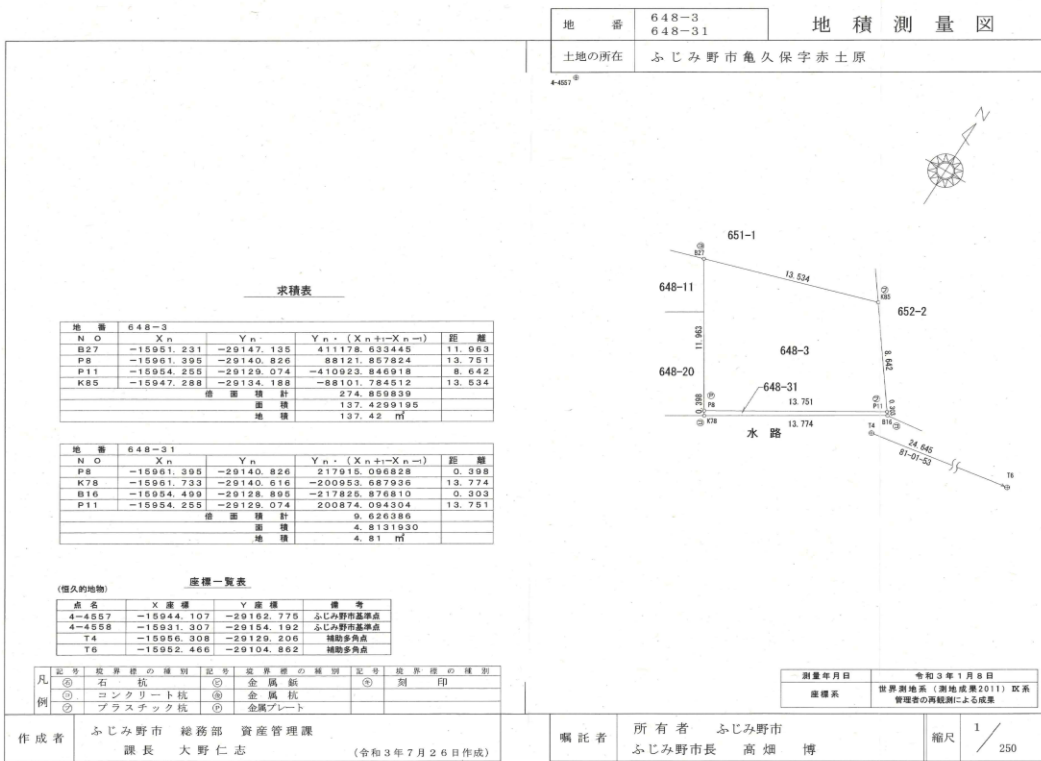 地番 648-3
648-31
地積測量図
土地の所在 ふじみ野市亀久保字赤土原
4-4557
N
求積表
地番 648-3
NO Xn Yn Yn・(Xn+1-Xn-1) 距離
B27 -15951.231 -29147.135 411178.633445 11.963
P8 -15961.395 -29140.826 88121.857824 13.751
P11 -15954.255 -29129.074 -410923.846918 8.642
K85 -15947.288 -29134.188 -88101.784512 13.534
倍面積計 274.859839
面積 137.4299195
地積 137.42 ㎡
地番 648-31
NO Xn Yn Yn・(Xn+1-Xn-1) 距離
P8 -15961.395 -29140.826 217915.096828 0.398
K78 -15961.733 -29140.616 -200953.687936 13.774
B16 -15954.499 -29128.895 -217825.876810 0.303
P11 -15954.255 -29129.074 200874.094304 13.751
倍面積計 9.626386
面積 4.8131930
地積 4.81 ㎡
(恒久的地物)
座標一覧表
点名 X座標 Y座標 備考
4-4557 -15944.107 -29162.775 ふじみ野市基準点
4-4558 -15931.307 -29154.192 ふじみ野市基準点
T4 -15956.308 -29129.206 補助多角点
T6 -15952.466 -29104.862 補助多角点
651-1
B27
13.534
648-11
K85
652-2
11.963
648-3
8.642
648-20
648-31
P8
13.751
P11
0.398
0.303
K78
13.774
B16
水路
T4
24.645
81-01-53
T6
凡例
記号 境界標の種別 記号 境界標の種別 記号 境界標の種別
石杭 金属鋲 刻印
コンクリート杭 金属杭
プラスチック杭 Ⓟ 金属プレート
測量年月日 令和3年1月8日
座標系 世界測地系(測地成果2011)Ⅸ系
管理者の再観測による成果
作成者 ふじみ野市 総務部 資産管理課
課長 大野仁志 (令和3年7月26日作成)
嘱託者 所有者 ふじみ野市
ふじみ野市長 高畑 博
縮尺 1/250